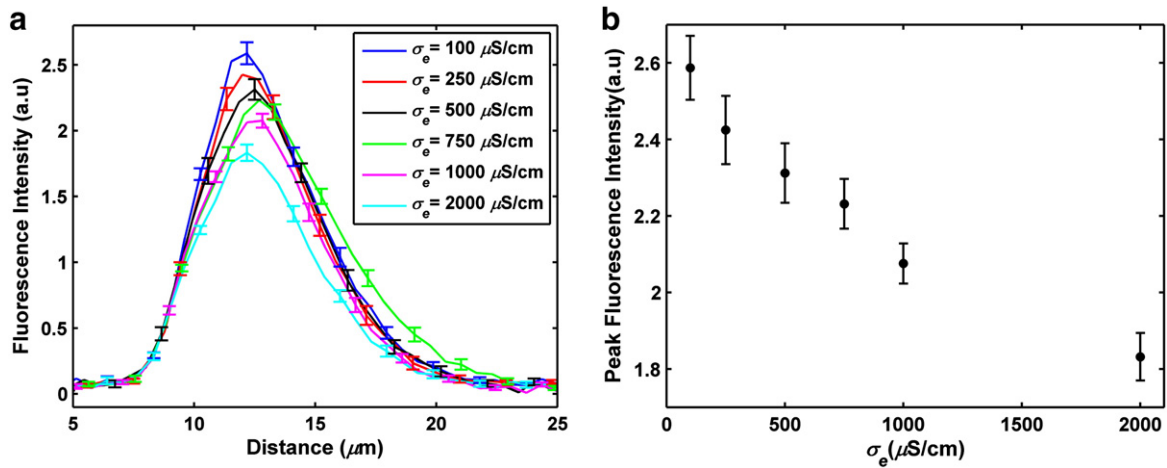 a
Fluorescence Intensity (a.u)
2.5
2
1.5
1
0.5
0
5
10
15
20
25
Distance (μm)
σe= 100 μS/cm
σe= 250 μS/cm
σe= 500 μS/cm
σe= 750 μS/cm
σe= 1000 μS/cm
σe= 2000 μS/cm
b
Peak Fluorescence Intensity(a.u)
2.6
2.4
2.2
2
1.8
0
500
1000
1500
2000
σe(μS/cm)